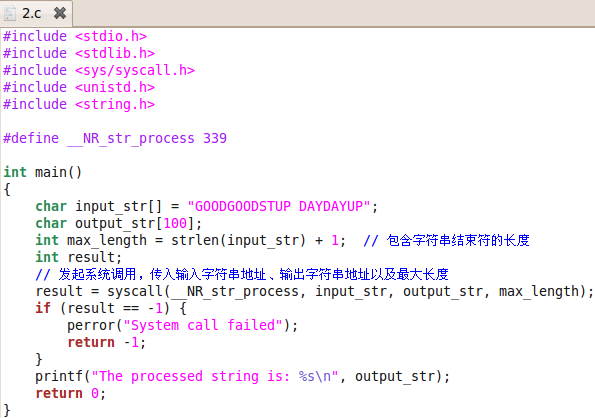 2.c
#include <stdio.h>
#include <stdlib.h>
#include <sys/syscall.h>
#include <unistd.h>
#include <string.h>

#define __NR_str_process 339

int main()
{
    char input_str[] = "GOODGOODSTUP DAYDAYUP";
    char output_str[100];
    int max_length = strlen(input_str) + 1;  // 包含字符串结束符的长度
    int result;
    // 发起系统调用，传入输入字符串地址、输出字符串地址以及最大长度
    result = syscall(__NR_str_process, input_str, output_str, max_length);
    if (result == -1) {
        perror("System call failed");
        return -1;
    }
    printf("The processed string is: %s\n", output_str);
    return 0;
}